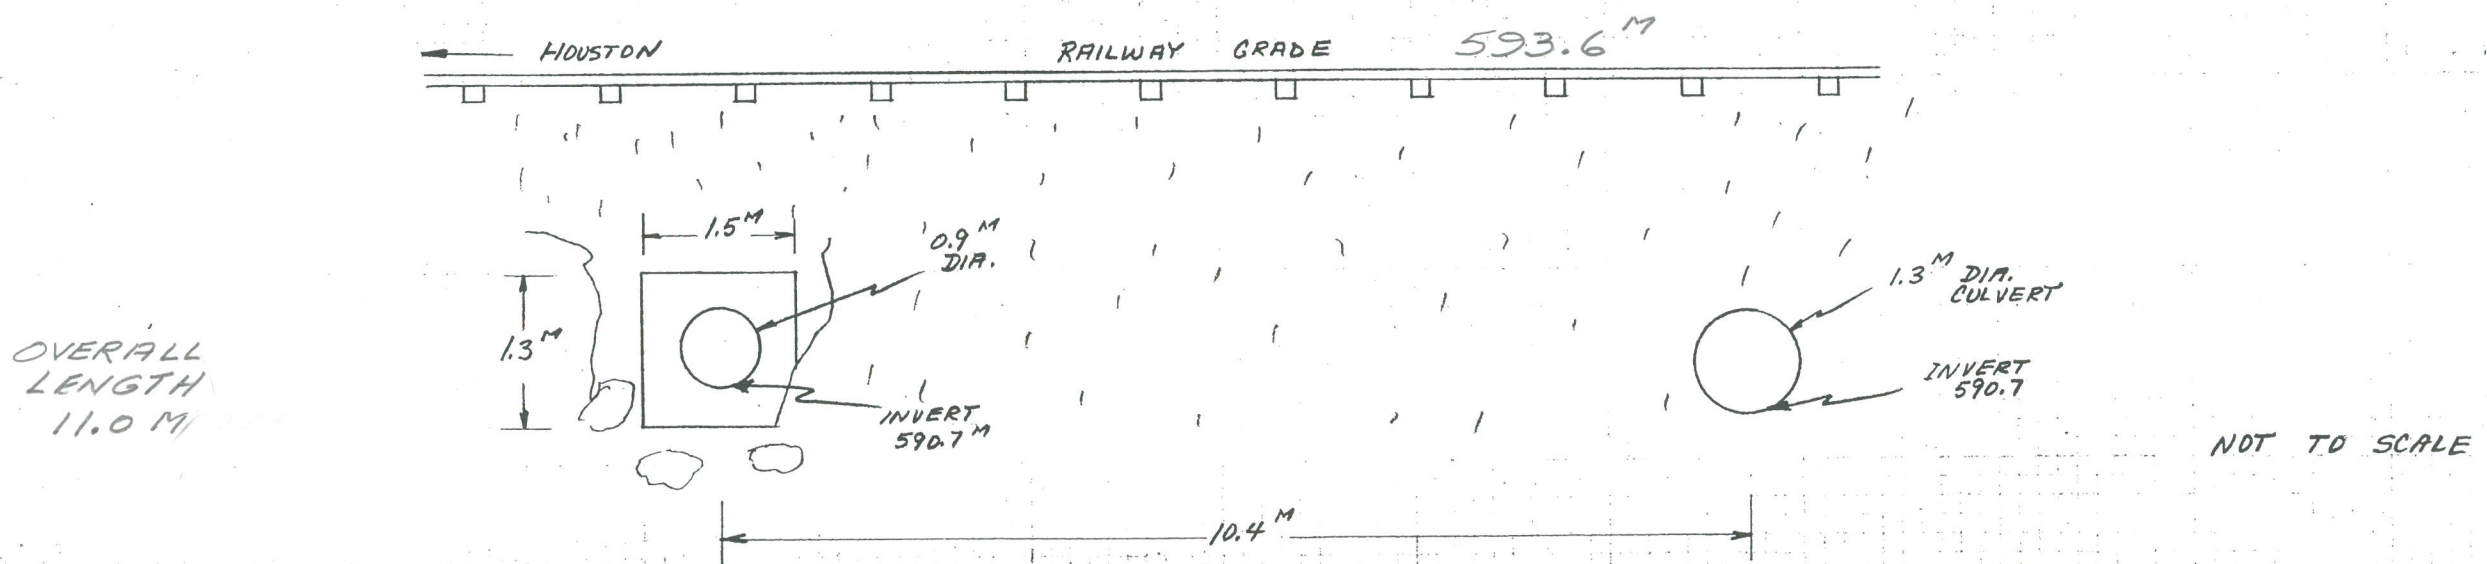 HOUSTON
RAILWAY GRADE 593.6 M
1.5 M
0.9 M
DIA.
1.3 M DIA.
CULVERT
1.3 M
OVERALL
LENGTH
11.0 M
INVERT
590.7 M
INVERT
590.7
NOT TO SCALE
10.4 M